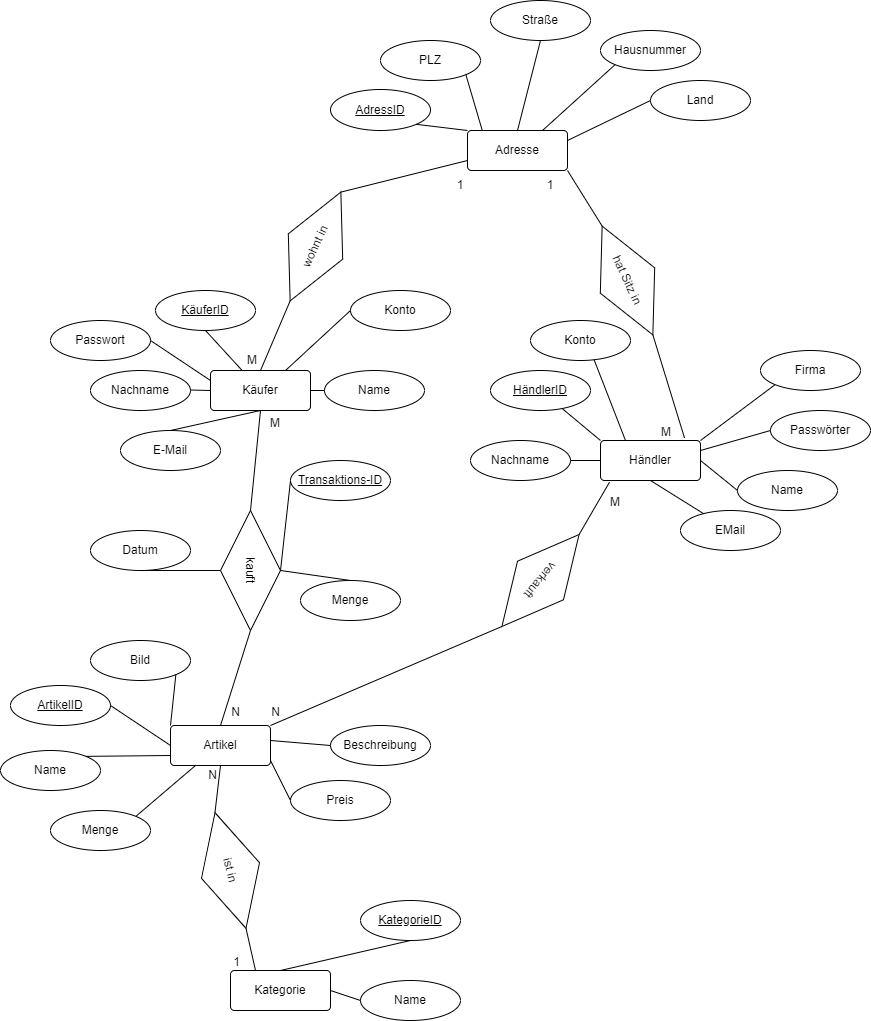 Straße
Hausnummer
PLZ
Land
AdressID
Adresse
1
1
wohnt in
hat Sitz in
KäuferID
Konto
Passwort
Konto
M
Firma
Nachname
Käufer
Name
HändlerID
M
Passwörter
M
E-Mail
Nachname
Händler
Transaktions-ID
Name
M
EMail
Datum
kauft
verkauft
Menge
Bild
ArtikelID
N
N
Artikel
Beschreibung
Name
N
Preis
Menge
ist in
KategorieID
1
Kategorie
Name